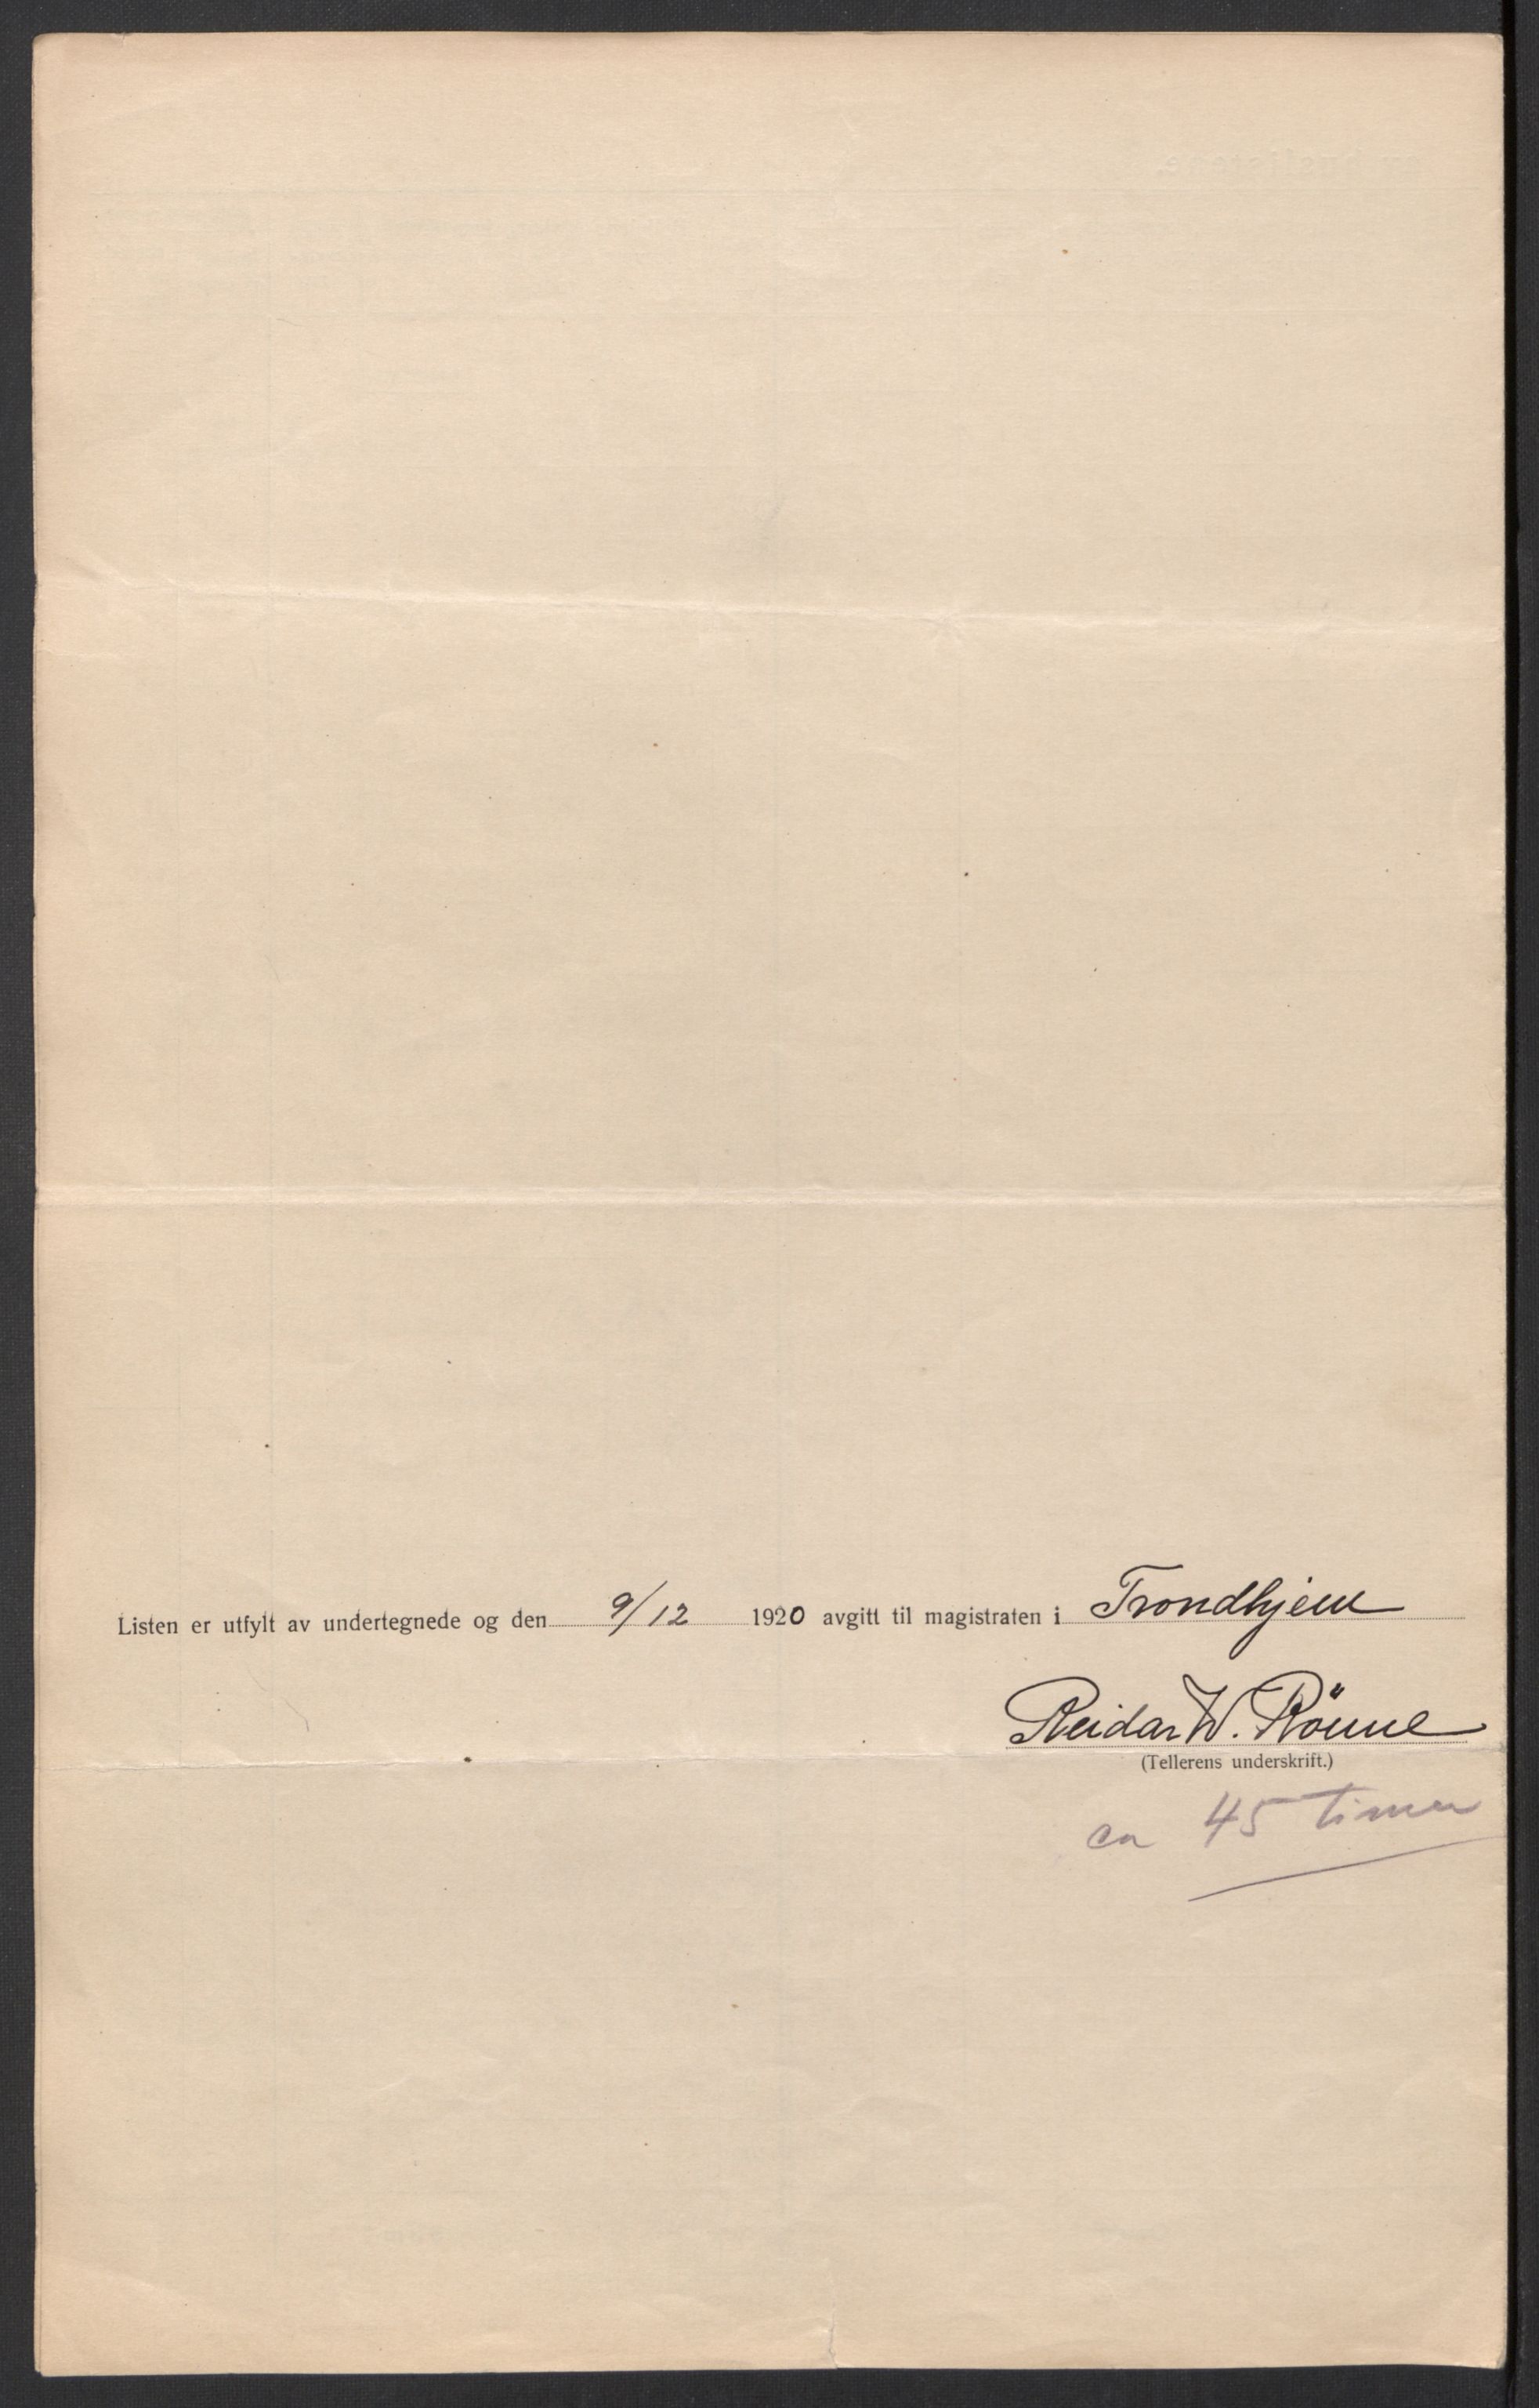 Listen er utfylt av undertegnede og den 9/12 1920 avgitt til magistraten i Trondhjem
Reidar W. Rönne
(Tellerens underskrift.)
ca 45 timer